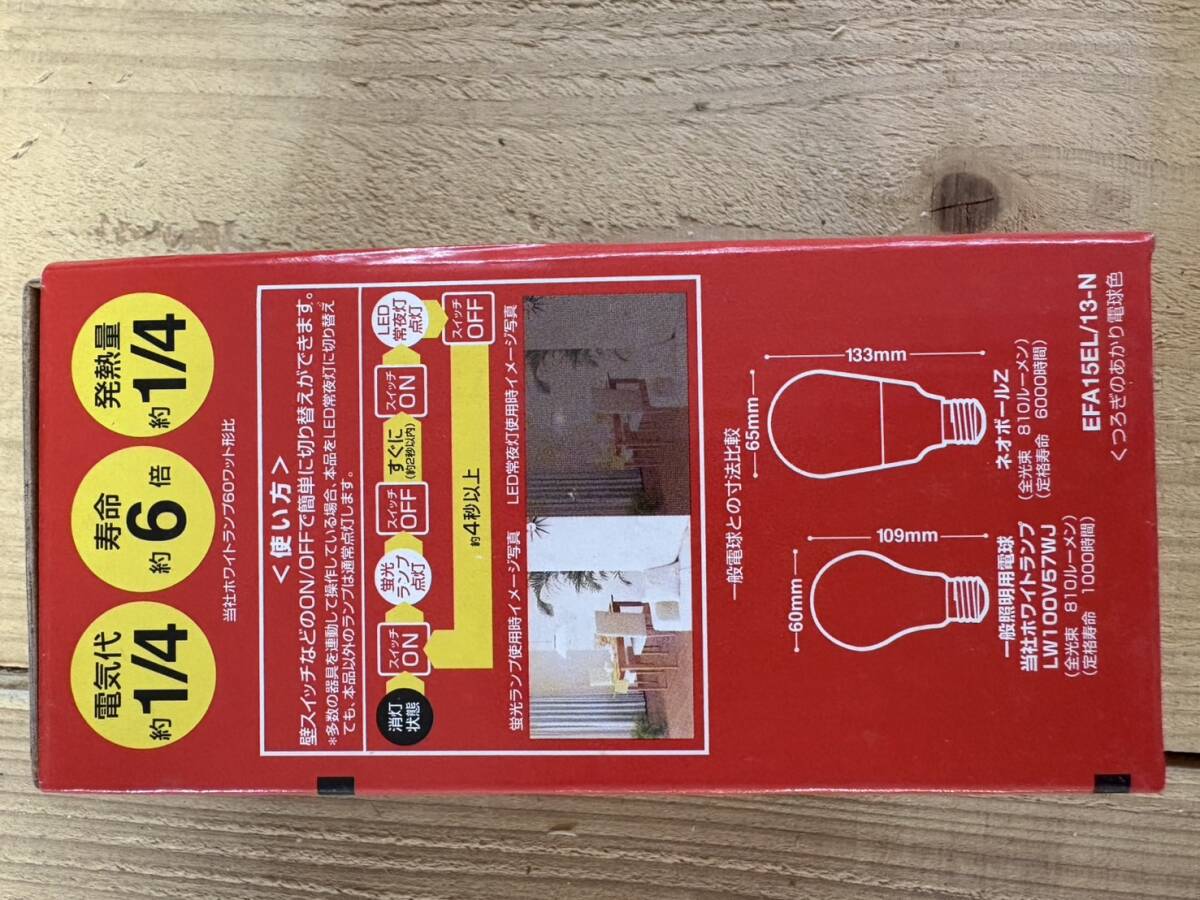 電気代
約1/4
寿命
約6倍
発熱量
約1/4
当社ホワイトランプ60ワット形比
<使い方>
壁スイッチなどのON/OFFで簡単に切り替えができます。
*多数の器具を連動して操作している場合、本品をLED常夜灯に切り替え
ても、本品以外のランプは通常点灯します。
消灯
状態
スイッチ
ON
蛍光
ランプ
点灯
スイッチ
OFF
すぐに
(約2秒以内)
スイッチ
ON
LED
常夜灯
点灯
スイッチ
OFF
約4秒以上
蛍光ランプ使用時イメージ写真
LED常夜灯使用時イメージ写真
一般電球との寸法比較
60mm
109mm
一般照明用電球
当社ホワイトランプ
LW100V57WJ
(全光束 810ルーメン)
(定格寿命 1000時間)
65mm
133mm
ネオボールZ
(全光束 810ルーメン)
(定格寿命 6000時間)
EFA15EL/13-N
くつろぎのあかり電球色